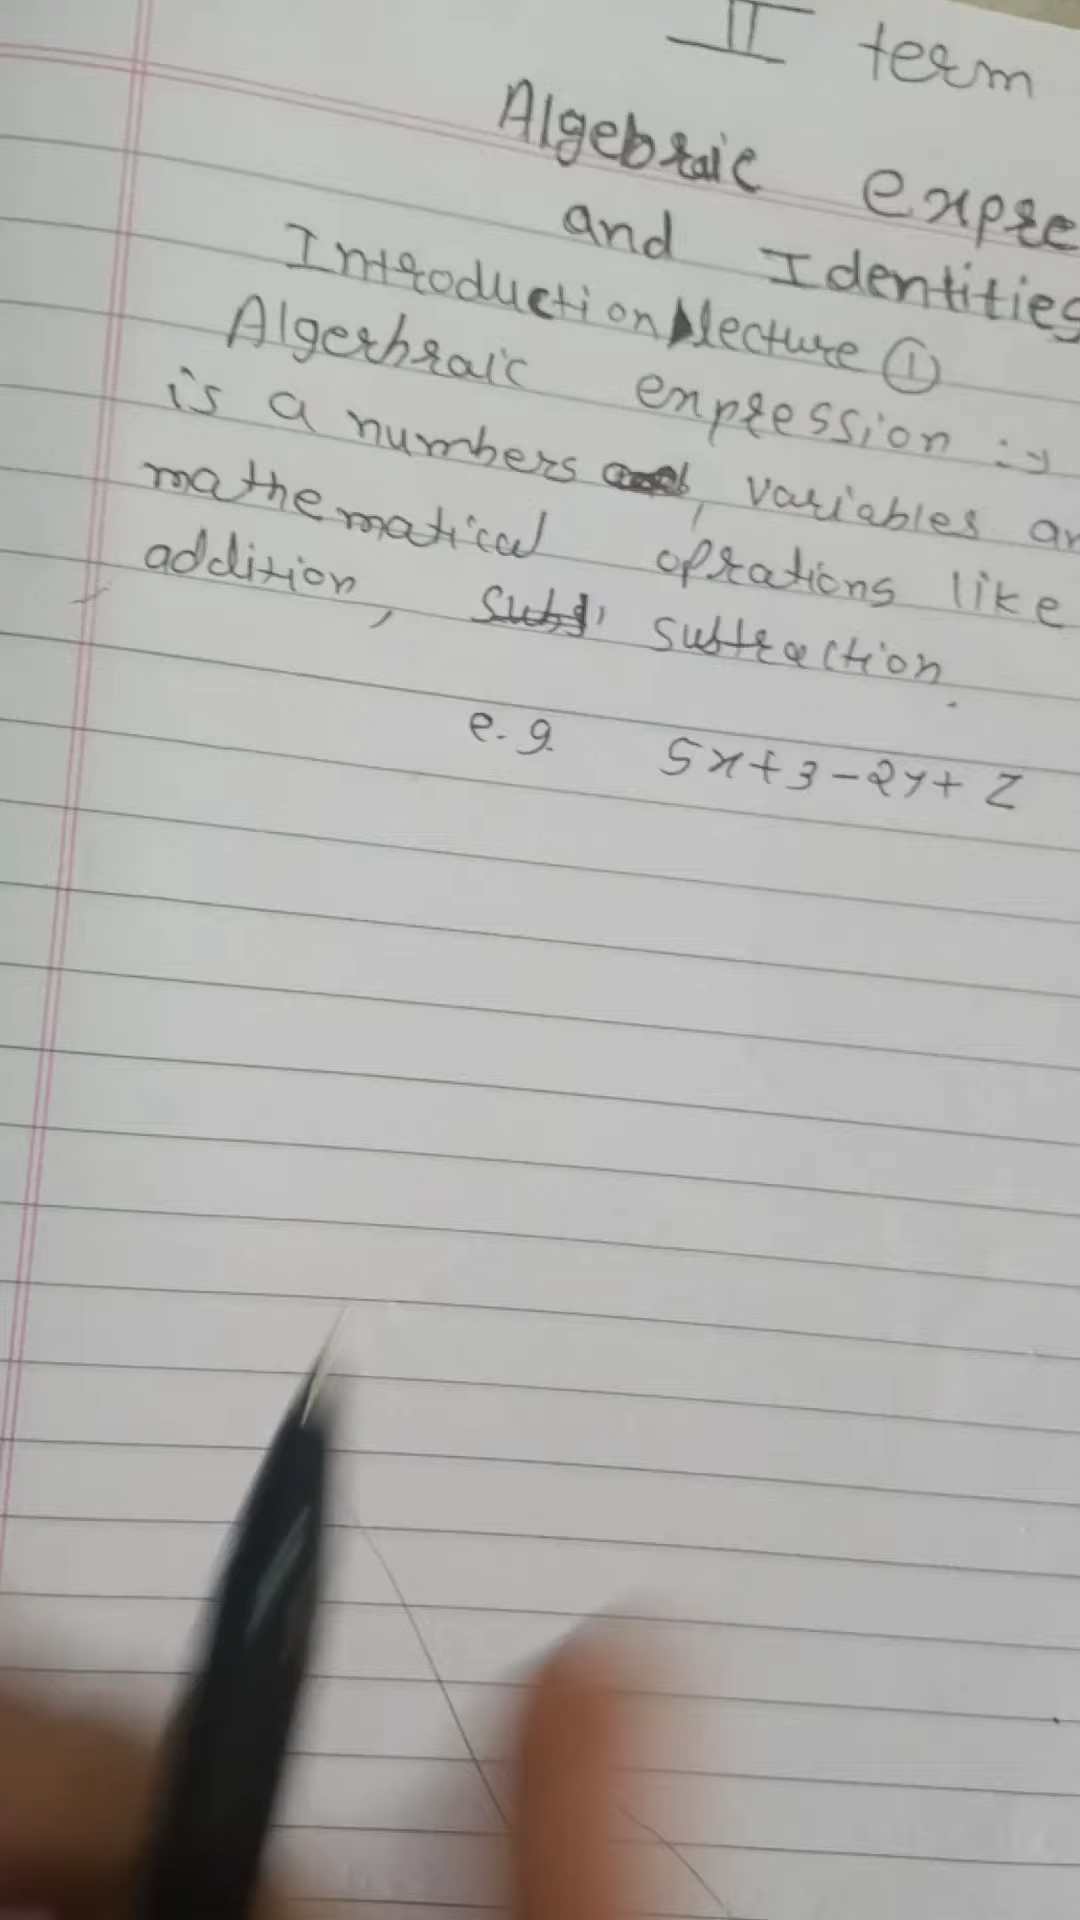 II term
Algebraic expre
and Identities
Introduction lecture ①
Algerbraic expression :→
is a numbers, variables an
mathematical oprations like
addition, subtraction.
e.g. 5x+3-2y+z